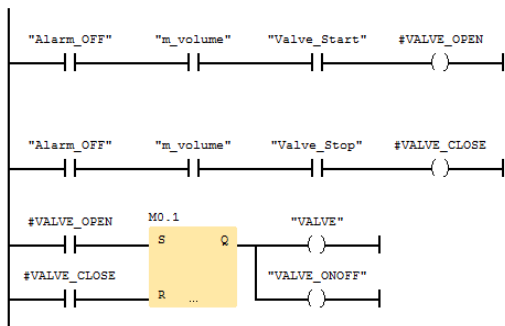 "Alarm_OFF" "m_volume" "Valve_Start" #VALVE_OPEN
"Alarm_OFF" "m_volume" "Valve_Stop" #VALVE_CLOSE
#VALVE_OPEN M0.1 "VALVE"
S Q
#VALVE_CLOSE "VALVE_ONOFF"
R ...